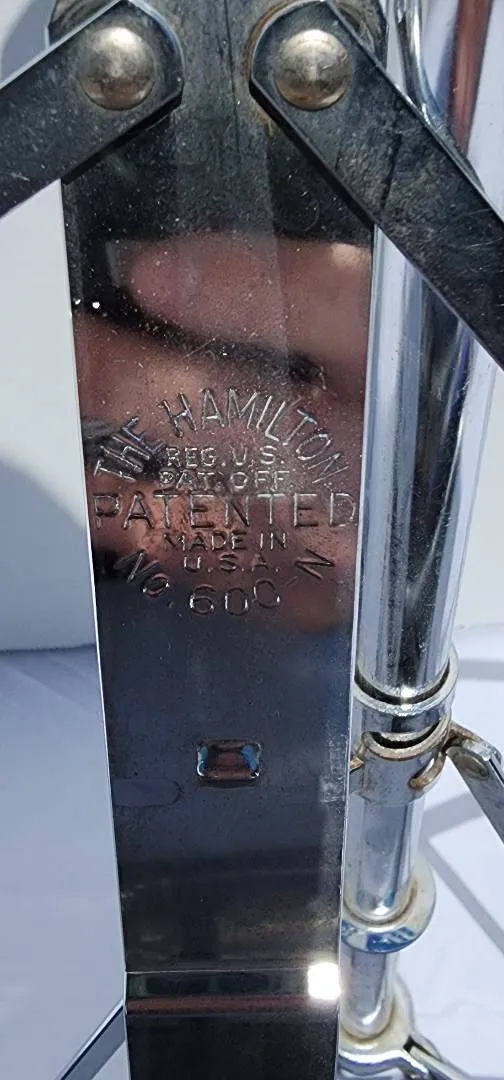 THE HAMILTON
REG. U.S.
PAT. OFF.
PATENTED
MADE IN
U.S.A.
NO. 600 N